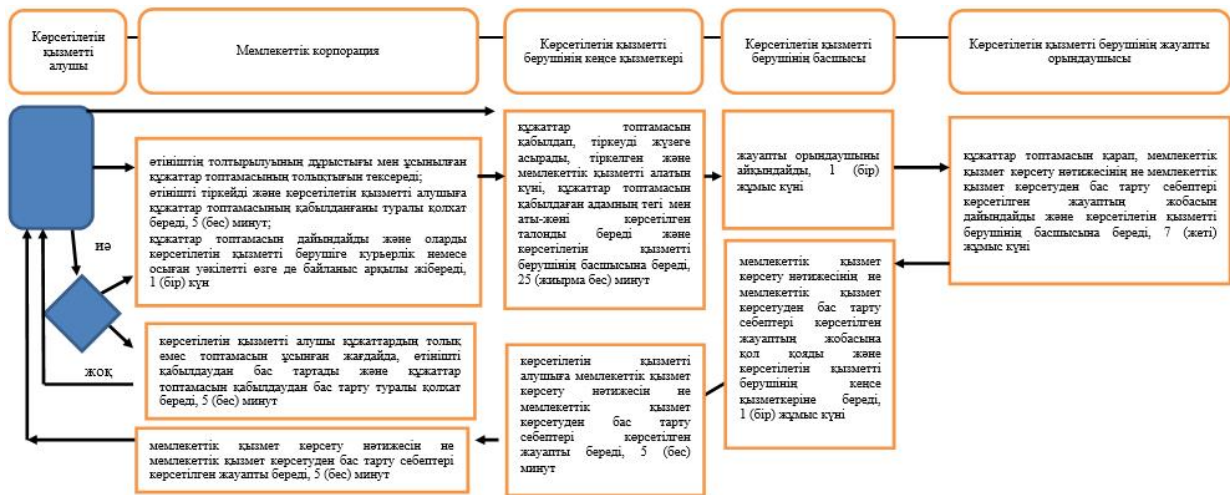 Көрсетілетін
қызметті
алушы
Мемлекеттік корпорация
Көрсетілетін қызметті
берушінің кеңсе қызметкері
Көрсетілетін қызметті
берушінің басшысы
Көрсетілетін қызметті берушінің жауапты
орындаушысы
өтініштің толтырылуының дұрыстығы мен ұсынылған
құжаттар топтамасының толықтығын тексереді;
өтінішті тіркейді және көрсетілетін қызметті алушыға
құжаттар топтамасының қабылданғаны туралы қолхат
береді, 5 (бес) минут;
құжаттар топтамасын дайындайды және оларды
көрсетілетін қызметті берушіге курьерлік немесе
осыған уәкілетті өзге де байланыс арқылы жібереді,
1 (бір) күн
құжаттар топтамасын
қабылдап, тіркеуді жүзеге
асырады, тіркелген және
мемлекеттік қызметті алатын
күні, құжаттар топтамасын
қабылдаған адамның тегі мен
аты-жөні көрсетілген
талонды береді және
көрсетілетін қызметті
берушінің басшысына береді,
25 (жиырма бес) минут
жауапты орындаушыны
айқындайды, 1 (бір)
жұмыс күні
құжаттар топтамасын қарап, мемлекеттік
қызмет көрсету нәтижесінің не мемлекеттік
қызмет көрсетуден бас тарту себептері
көрсетілген жауаптың жобасын
дайындайды және көрсетілетін қызметті
берушінің басшысына береді, 7 (жеті)
жұмыс күні
иә
жоқ
көрсетілетін қызметті алушы құжаттардың толық
емес топтамасын ұсынған жағдайда, өтінішті
қабылдаудан бас тартады және құжаттар
топтамасын қабылдаудан бас тарту туралы қолхат
береді, 5 (бес) минут
мемлекеттік қызмет
көрсету нәтижесінің не
мемлекеттік қызмет
көрсетуден бас тарту
себептері көрсетілген
жауаптың жобасына
қол қояды және
көрсетілетін қызметті
берушінің кеңсе
қызметкеріне береді,
1 (бір) жұмыс күні
көрсетілетін қызметті
алушыға мемлекеттік қызмет
көрсету нәтижесін не
мемлекеттік қызмет
көрсетуден бас тарту
себептері көрсетілген
жауапты береді, 5 (бес)
минут
мемлекеттік қызмет көрсету нәтижесін не
мемлекеттік қызмет көрсетуден бас тарту себептері
көрсетілген жауапты береді, 5 (бес) минут